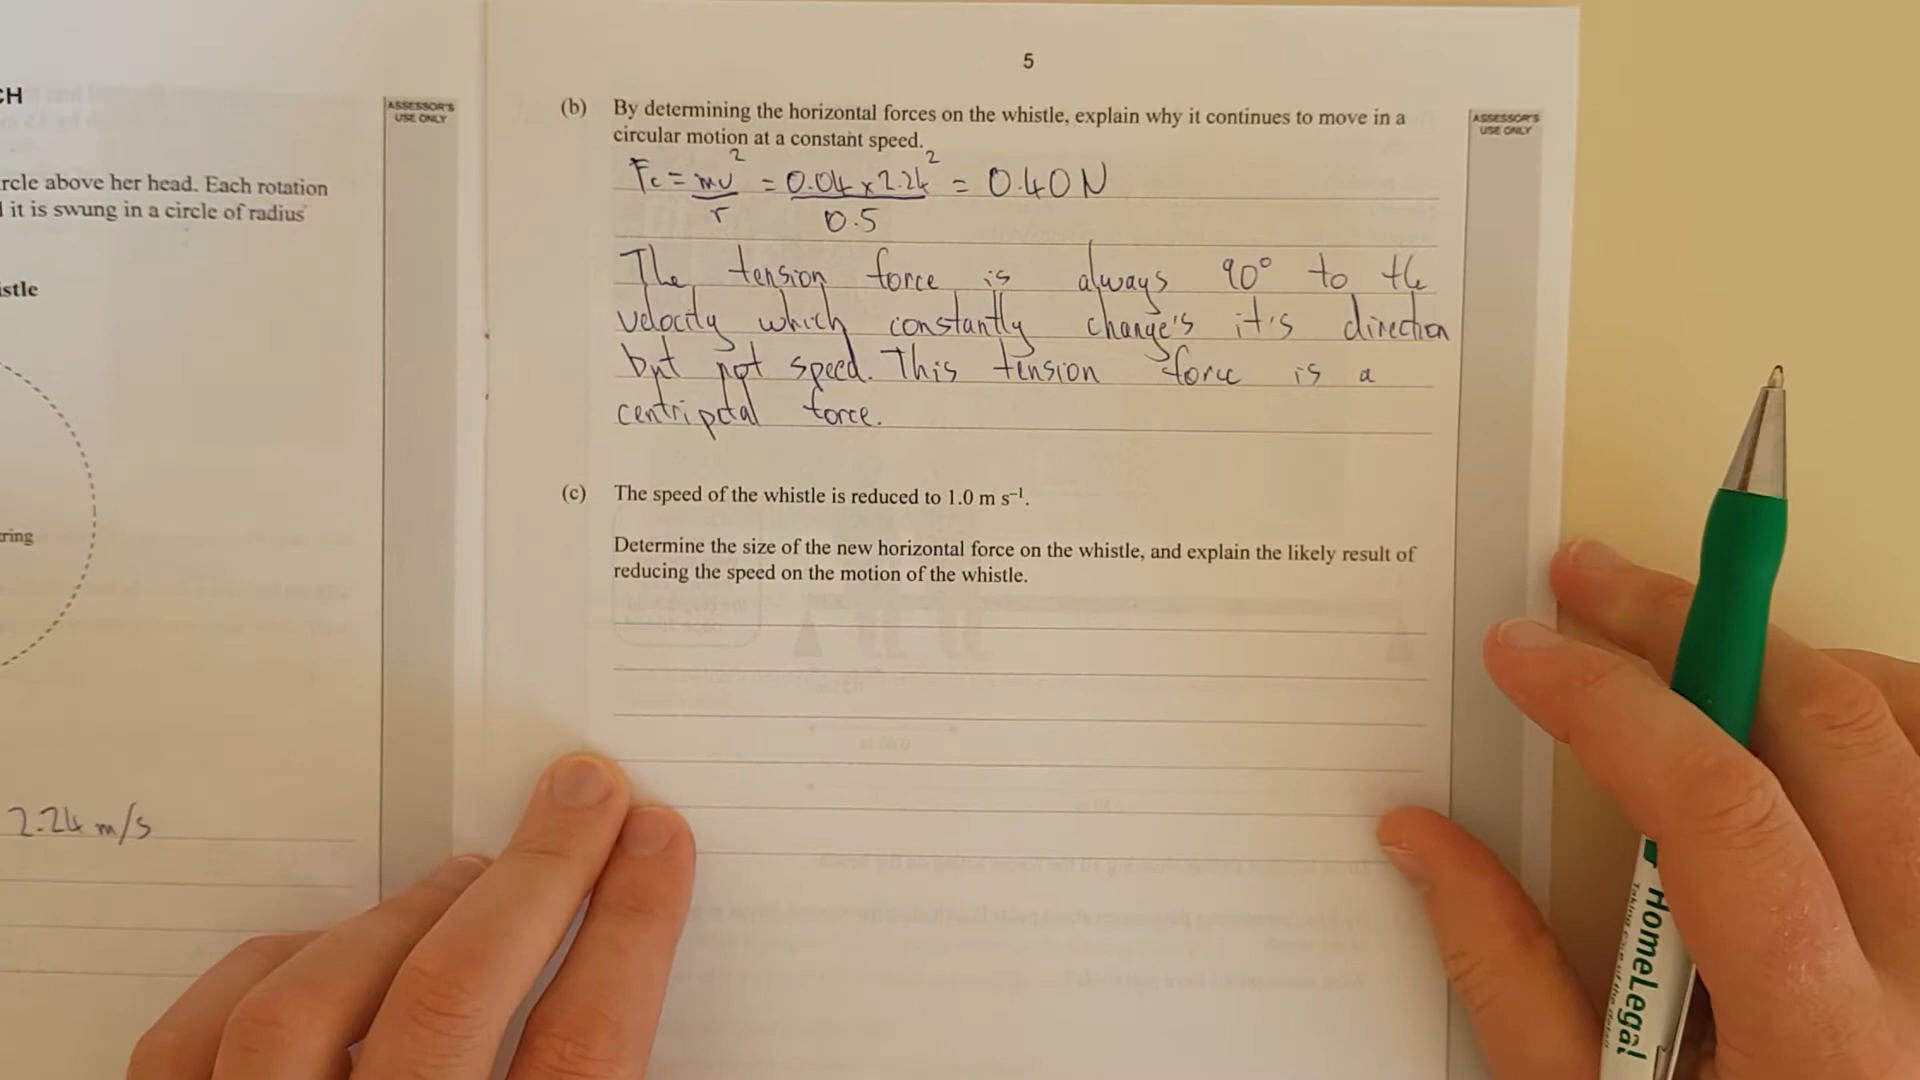 CH
ASSESSOR'S
USE ONLY
rcle above her head. Each rotation
it is swung in a circle of radius
istle
ring
2.24 m/s
5
ASSESSOR'S
USE ONLY
(b) By determining the horizontal forces on the whistle, explain why it continues to move in a
circular motion at a constant speed.
Fc = mv² / r = 0.04 x 2.24² / 0.5 = 0.40 N
The tension force is always 90° to the
velocity which constantly change's it's direction
but not speed. This tension force is a
centripetal force.
(c) The speed of the whistle is reduced to 1.0 m s⁻¹.
Determine the size of the new horizontal force on the whistle, and explain the likely result of
reducing the speed on the motion of the whistle.
HomeLegal